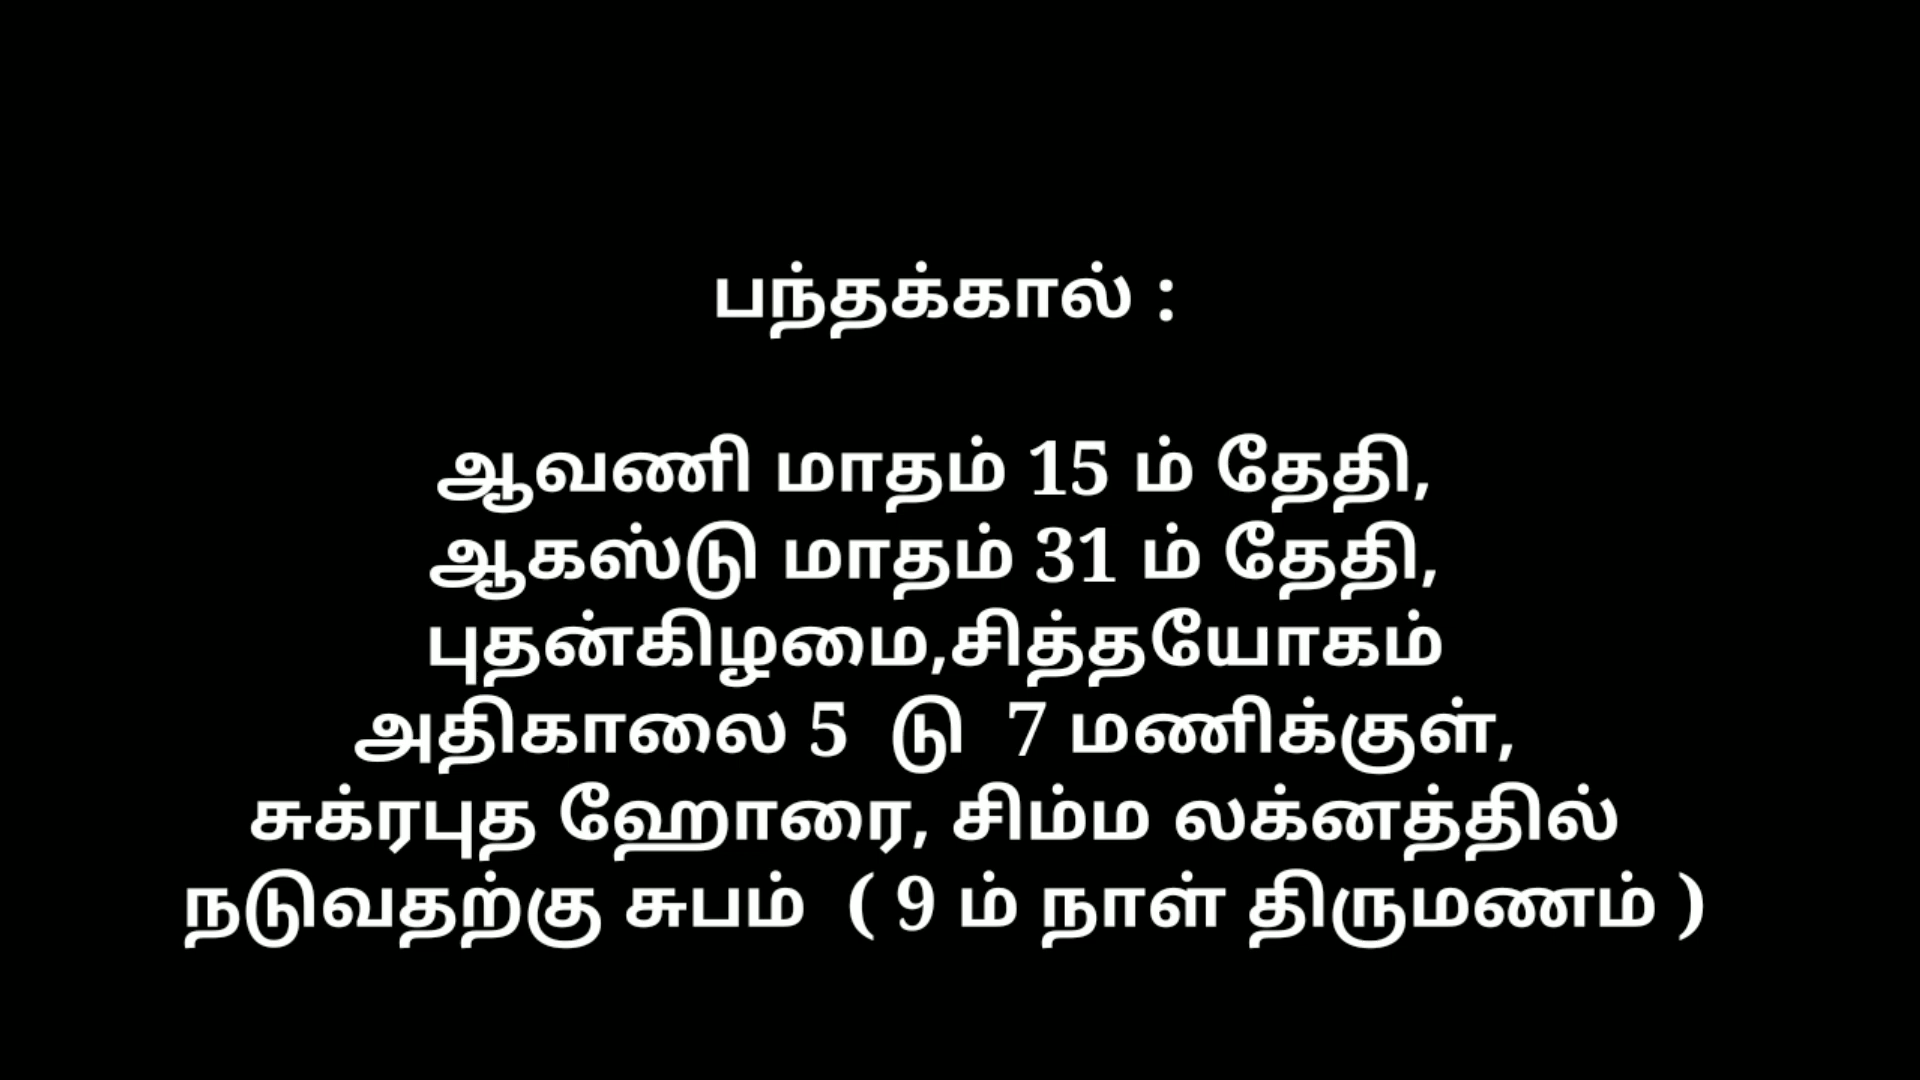 பந்தக்கால் :
ஆவணி மாதம் 15 ம் தேதி,
ஆகஸ்டு மாதம் 31 ம் தேதி,
புதன்கிழமை,சித்தயோகம்
அதிகாலை 5 டு 7 மணிக்குள்,
சுக்ரபுத ஹோரை, சிம்ம லக்னத்தில்
நடுவதற்கு சுபம் ( 9 ம் நாள் திருமணம் )